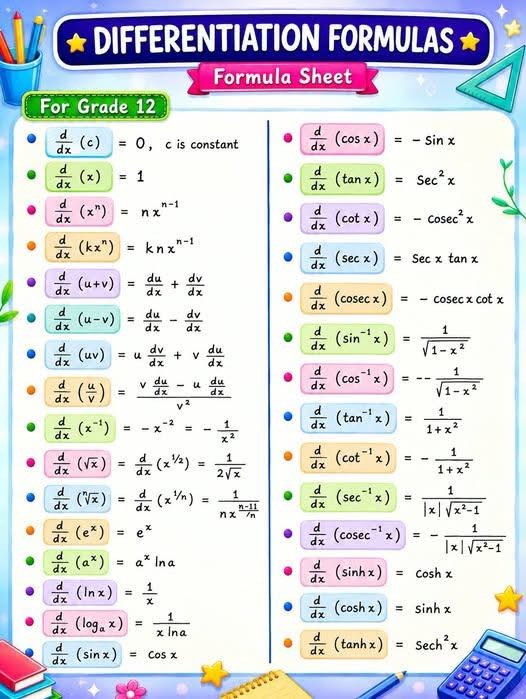 DIFFERENTIATION FORMULAS
Formula Sheet
For Grade 12
d/dx (c) = 0, c is constant
d/dx (x) = 1
d/dx (xⁿ) = n xⁿ⁻¹
d/dx (kxⁿ) = k n xⁿ⁻¹
d/dx (u+v) = du/dx + dv/dx
d/dx (u-v) = du/dx - dv/dx
d/dx (uv) = u dv/dx + v du/dx
d/dx (u/v) = (v du/dx - u du/dx)/v²
d/dx (x⁻¹) = - x⁻² = - 1/x²
d/dx (√x) = d/dx (x^1/2) = 1/(2√x)
d/dx (ⁿ√x) = d/dx (x^1/n) = 1/(n x^(n-11/n))
d/dx (eˣ) = eˣ
d/dx (aˣ) = aˣ ln a
d/dx (ln x) = 1/x
d/dx (logₐ x) = 1/(x ln a)
d/dx (sin x) = cos x
d/dx (cos x) = - Sin x
d/dx (tan x) = Sec² x
d/dx (cot x) = - cosec² x
d/dx (sec x) = Sec x tan x
d/dx (cosec x) = - cosec x cot x
d/dx (sin⁻¹ x) = 1/√(1 - x²)
d/dx (cos⁻¹ x) = -- 1/√(1 - x²)
d/dx (tan⁻¹ x) = 1/(1 + x²)
d/dx (cot⁻¹ x) = - 1/(1 + x²)
d/dx (sec⁻¹ x) = 1/(|x| √(x²-1))
d/dx (cosec⁻¹ x) = - 1/(|x| √(x²-1))
d/dx (sinh x) = cosh x
d/dx (cosh x) = sinh x
d/dx (tanh x) = Sech² x